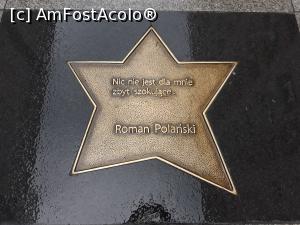 [c] AmFostAcolo®
Nic nie jest dla mnie
zbyt szokujące.
Roman Polański